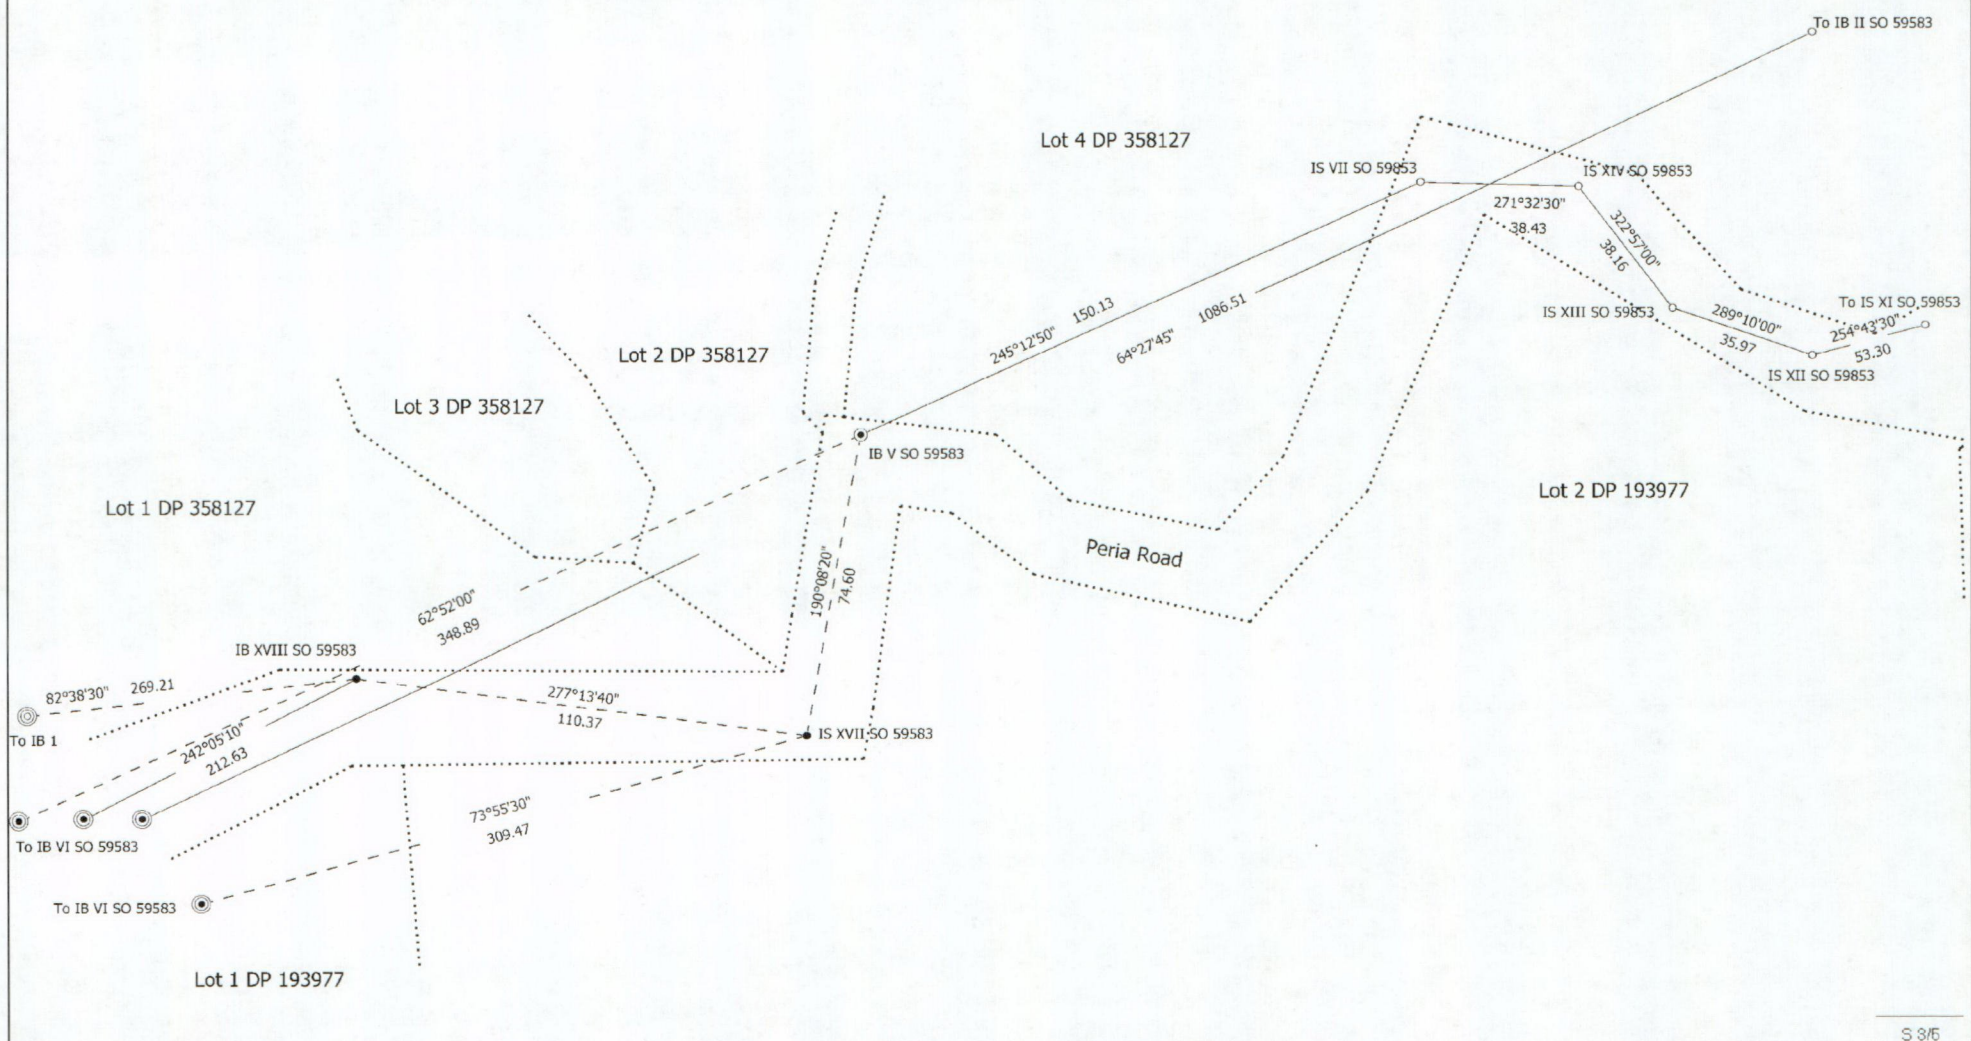 To IB II SO 59583
Lot 4 DP 358127
IS VII SO 59853
IS XIV SO 59853
271°32'30"
38.43
322°57'00"
38.16
IS XIII SO 59853
289°10'00"
35.97
To IS XI SO 59853
254°43'30"
53.30
IS XII SO 59853
245°12'50" 150.13
64°27'45" 1086.51
Lot 2 DP 358127
Lot 3 DP 358127
IB V SO 59583
Lot 2 DP 193977
Lot 1 DP 358127
Peria Road
190°08'20"
74.60
62°52'00"
348.89
IB XVIII SO 59583
82°38'30" 269.21
To IB 1
277°13'40"
110.37
IS XVII SO 59583
242°05'10"
212.63
73°55'30"
309.47
To IB VI SO 59583
To IB VI SO 59583
Lot 1 DP 193977
S 3/5